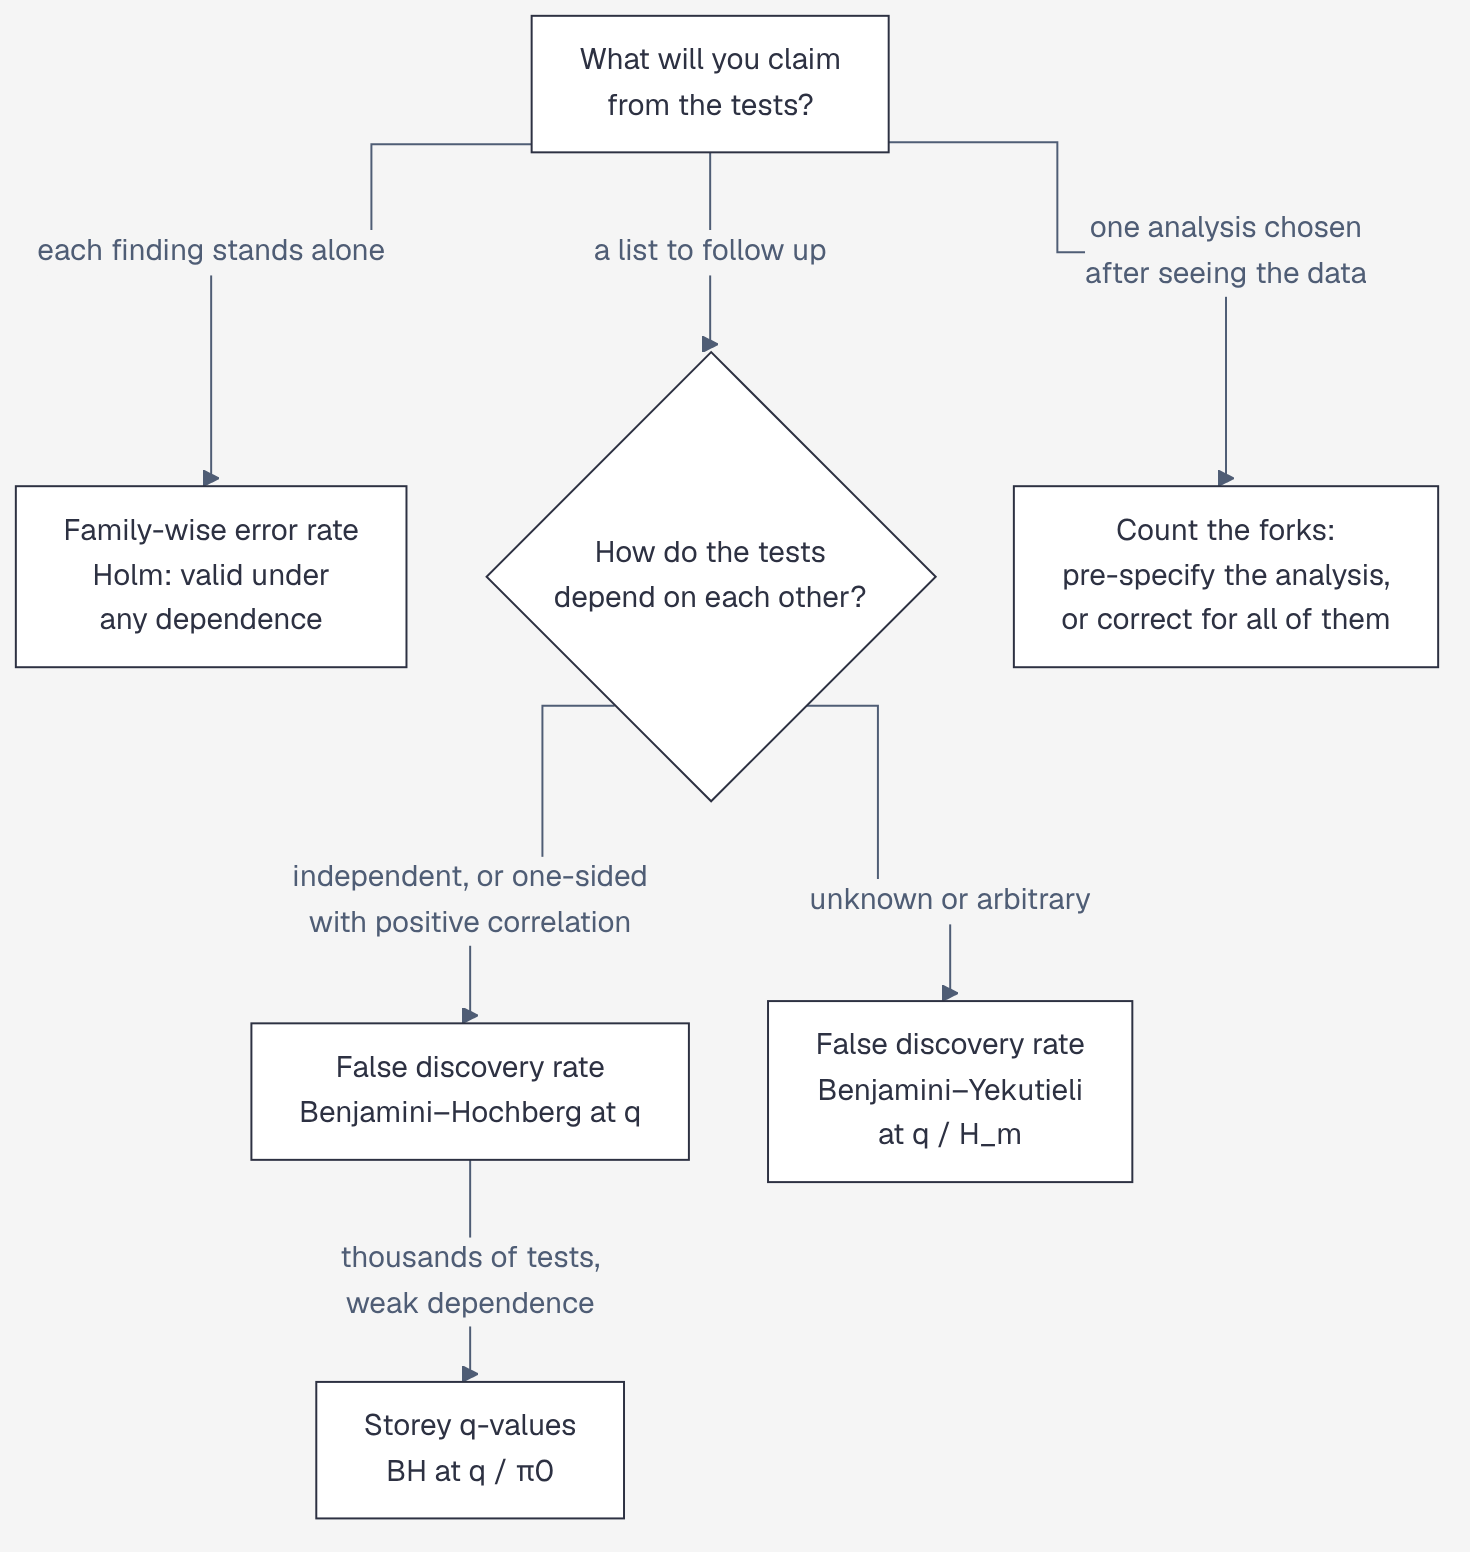 What will you claim
from the tests?
each finding stands alone
a list to follow up
one analysis chosen
after seeing the data
Family-wise error rate
Holm: valid under
any dependence
How do the tests
depend on each other?
Count the forks:
pre-specify the analysis,
or correct for all of them
independent, or one-sided
with positive correlation
unknown or arbitrary
False discovery rate
Benjamini–Hochberg at q
False discovery rate
Benjamini–Yekutieli
at q / H_m
thousands of tests,
weak dependence
Storey q-values
BH at q / π0